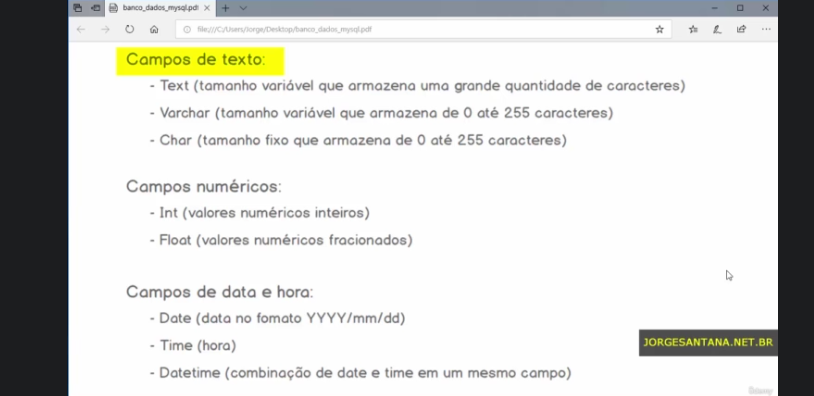 banco_dados_mysql.pdf
file:///C:/Users/Jorge/Desktop/banco_dados_mysql.pdf
Campos de texto:
- Text (tamanho variável que armazena uma grande quantidade de caracteres)
- Varchar (tamanho variável que armazena de 0 até 255 caracteres)
- Char (tamanho fixo que armazena de 0 até 255 caracteres)
Campos numéricos:
- Int (valores numéricos inteiros)
- Float (valores numéricos fracionados)
Campos de data e hora:
- Date (data no fomato YYYY/mm/dd)
- Time (hora)
JORGESANTANA.NET.BR
- Datetime (combinação de date e time em um mesmo campo)
Udemy